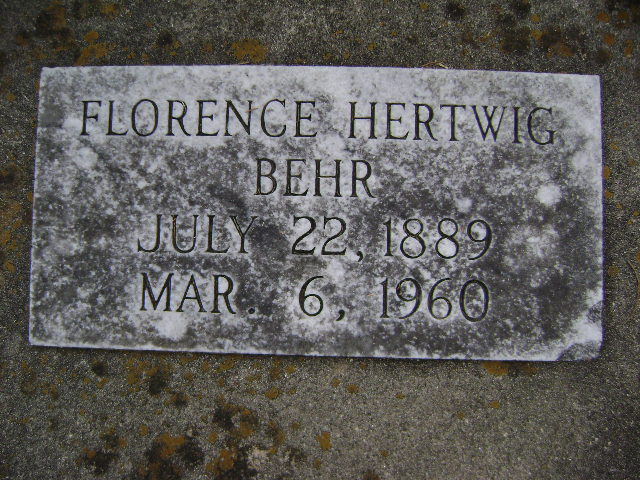 FLORENCE HERTWIG
BEHR
JULY 22, 1889
MAR. 6, 1960